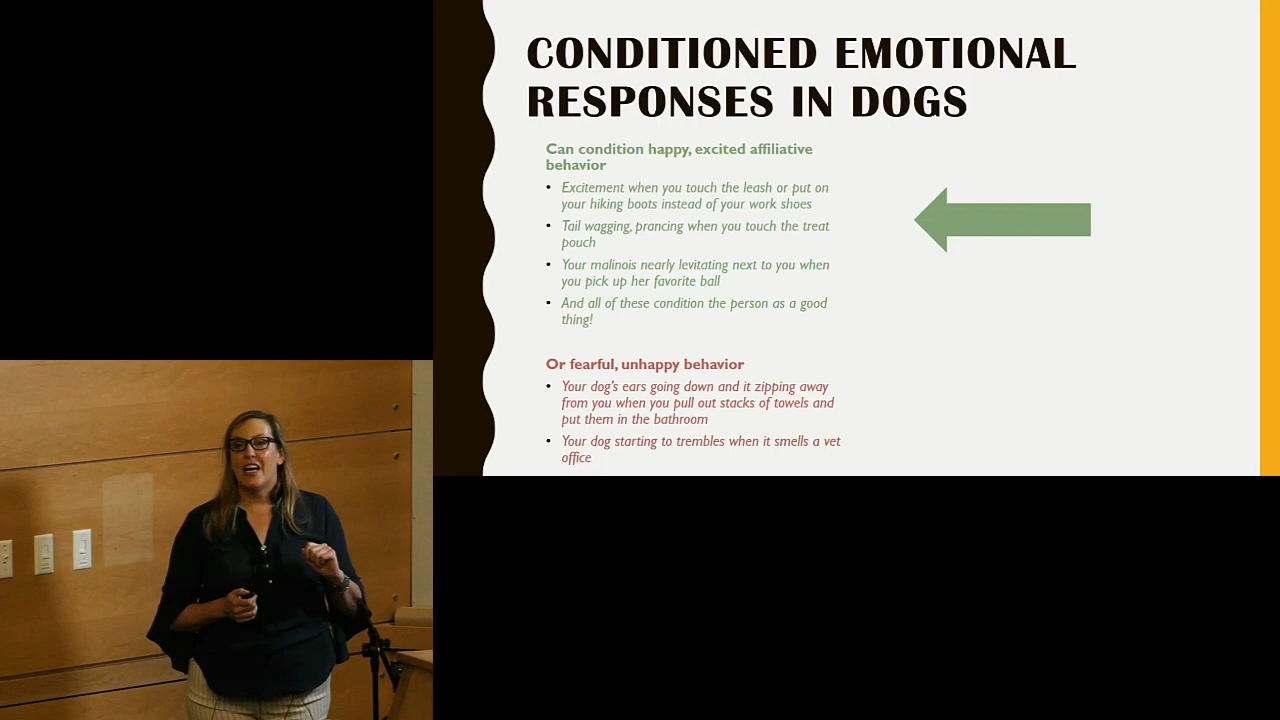 CONDITIONED EMOTIONAL
RESPONSES IN DOGS
Can condition happy, excited affiliative
behavior
• Excitement when you touch the leash or put on
your hiking boots instead of your work shoes
• Tail wagging, prancing when you touch the treat
pouch
• Your malinois nearly levitating next to you when
you pick up her favorite ball
• And all of these condition the person as a good
thing!
Or fearful, unhappy behavior
• Your dog's ears going down and it zipping away
from you when you pull out stacks of towels and
put them in the bathroom
• Your dog starting to trembles when it smells a vet
office